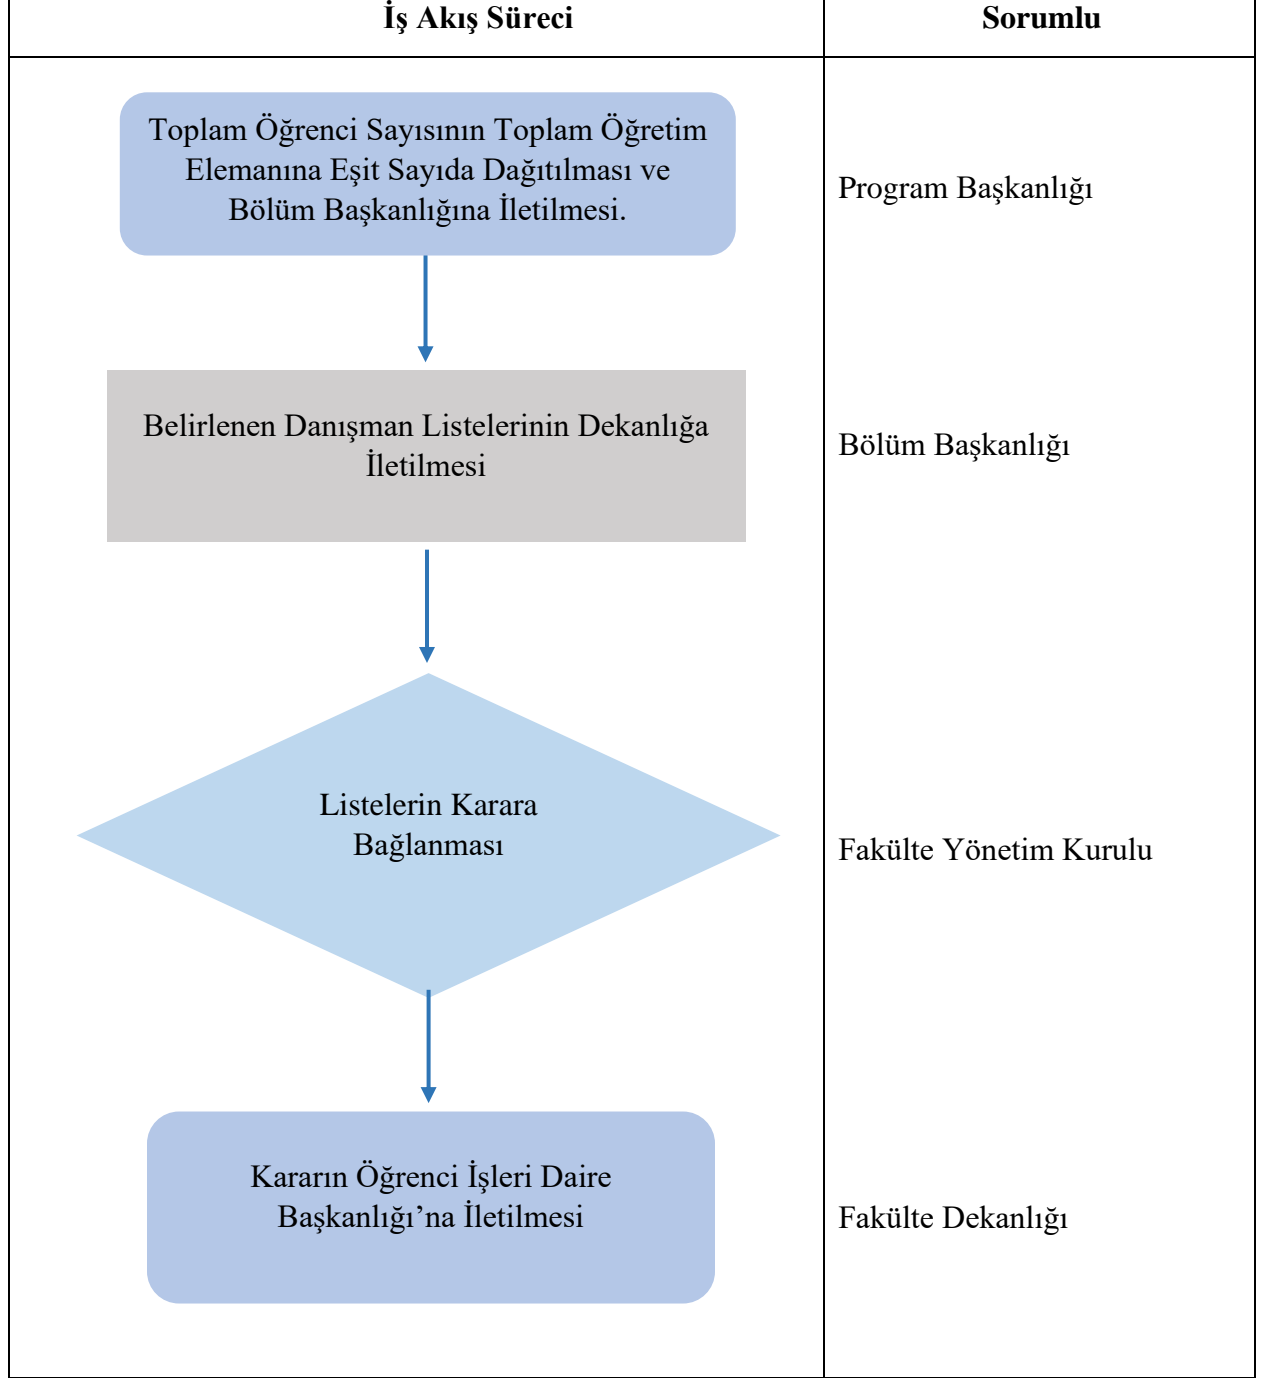 İş Akış Süreci
Sorumlu
Toplam Öğrenci Sayısının Toplam Öğretim
Elemanına Eşit Sayıda Dağıtılması ve
Bölüm Başkanlığına İletilmesi.
Program Başkanlığı
Belirlenen Danışman Listelerinin Dekanlığa
İletilmesi
Bölüm Başkanlığı
Listelerin Karara
Bağlanması
Fakülte Yönetim Kurulu
Kararın Öğrenci İşleri Daire
Başkanlığı’na İletilmesi
Fakülte Dekanlığı